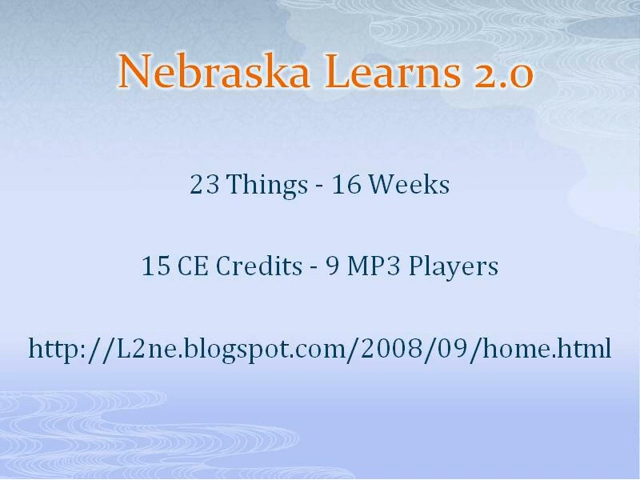 Nebraska Learns 2.0
23 Things - 16 Weeks
15 CE Credits - 9 MP3 Players
http://L2ne.blogspot.com/2008/09/home.html